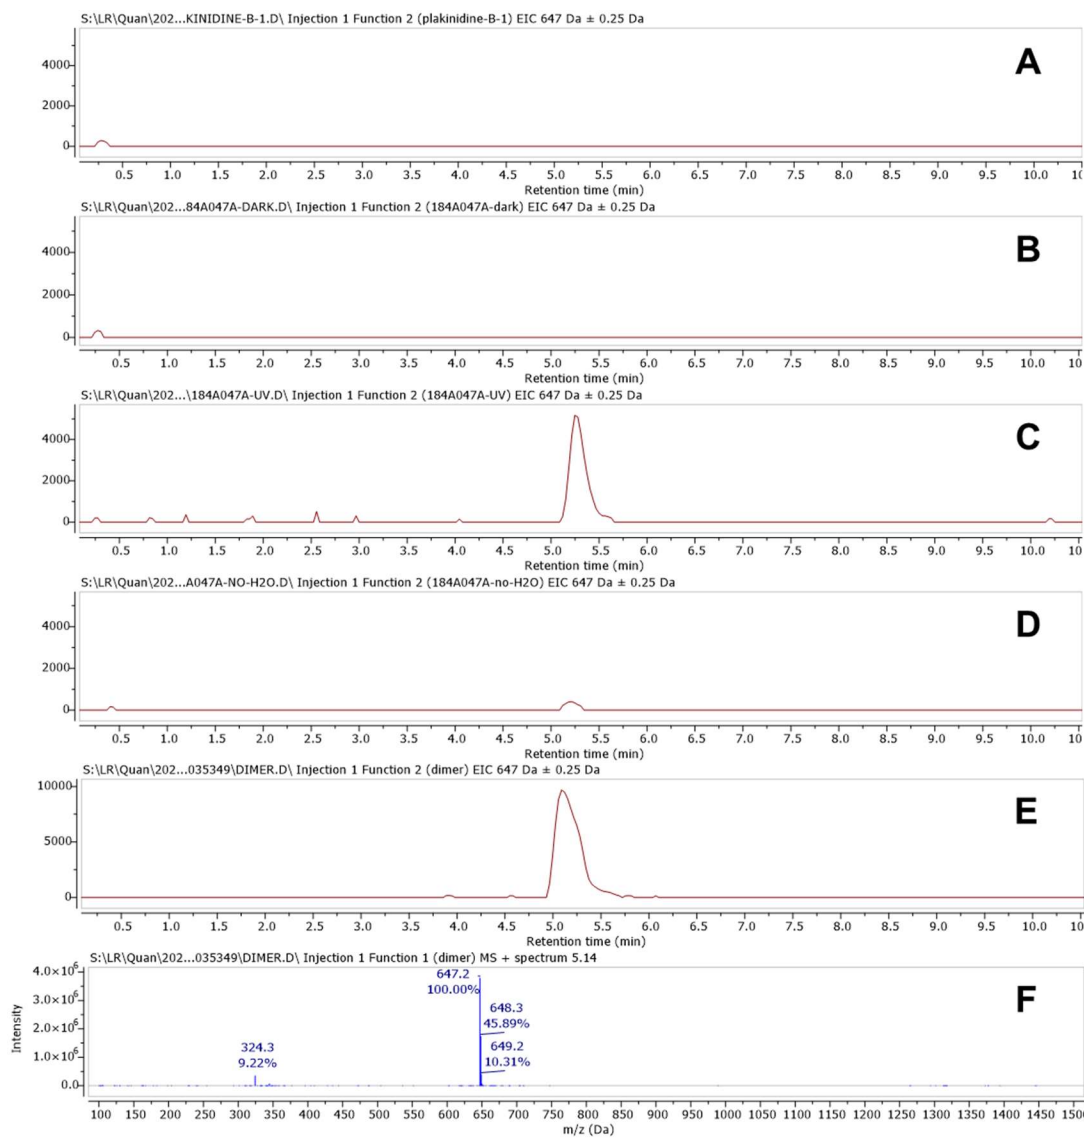 S:\LR\Quan\202...KINIDINE-B-1.D\ Injection 1 Function 2 (plakinidine-B-1) EIC 647 Da ± 0.25 Da
A
4000
2000
0
0.5 1.0 1.5 2.0 2.5 3.0 3.5 4.0 4.5 5.0 5.5 6.0 6.5 7.0 7.5 8.0 8.5 9.0 9.5 10.0 10
Retention time (min)
S:\LR\Quan\202...84A047A-DARK.D\ Injection 1 Function 2 (184A047A-dark) EIC 647 Da ± 0.25 Da
B
4000
2000
0
0.5 1.0 1.5 2.0 2.5 3.0 3.5 4.0 4.5 5.0 5.5 6.0 6.5 7.0 7.5 8.0 8.5 9.0 9.5 10.0 10
Retention time (min)
S:\LR\Quan\202...\184A047A-UV.D\ Injection 1 Function 2 (184A047A-UV) EIC 647 Da ± 0.25 Da
C
4000
2000
0
0.5 1.0 1.5 2.0 2.5 3.0 3.5 4.0 4.5 5.0 5.5 6.0 6.5 7.0 7.5 8.0 8.5 9.0 9.5 10.0 10
Retention time (min)
S:\LR\Quan\202...A047A-NO-H2O.D\ Injection 1 Function 2 (184A047A-no-H2O) EIC 647 Da ± 0.25 Da
D
4000
2000
0
0.5 1.0 1.5 2.0 2.5 3.0 3.5 4.0 4.5 5.0 5.5 6.0 6.5 7.0 7.5 8.0 8.5 9.0 9.5 10.0 10
Retention time (min)
S:\LR\Quan\202...035349\DIMER.D\ Injection 1 Function 2 (dimer) EIC 647 Da ± 0.25 Da
E
10000
5000
0
0.5 1.0 1.5 2.0 2.5 3.0 3.5 4.0 4.5 5.0 5.5 6.0 6.5 7.0 7.5 8.0 8.5 9.0 9.5 10.0 10
Retention time (min)
S:\LR\Quan\202...035349\DIMER.D\ Injection 1 Function 1 (dimer) MS + spectrum 5.14
F
Intensity
4.0×10⁶
3.0×10⁶
2.0×10⁶
1.0×10⁶
0.0
647.2
100.00%
648.3
45.89%
649.2
10.31%
324.3
9.22%
100 150 200 250 300 350 400 450 500 550 600 650 700 750 800 850 900 950 1000 1050 1100 1150 1200 1250 1300 1350 1400 1450 1500
m/z (Da)